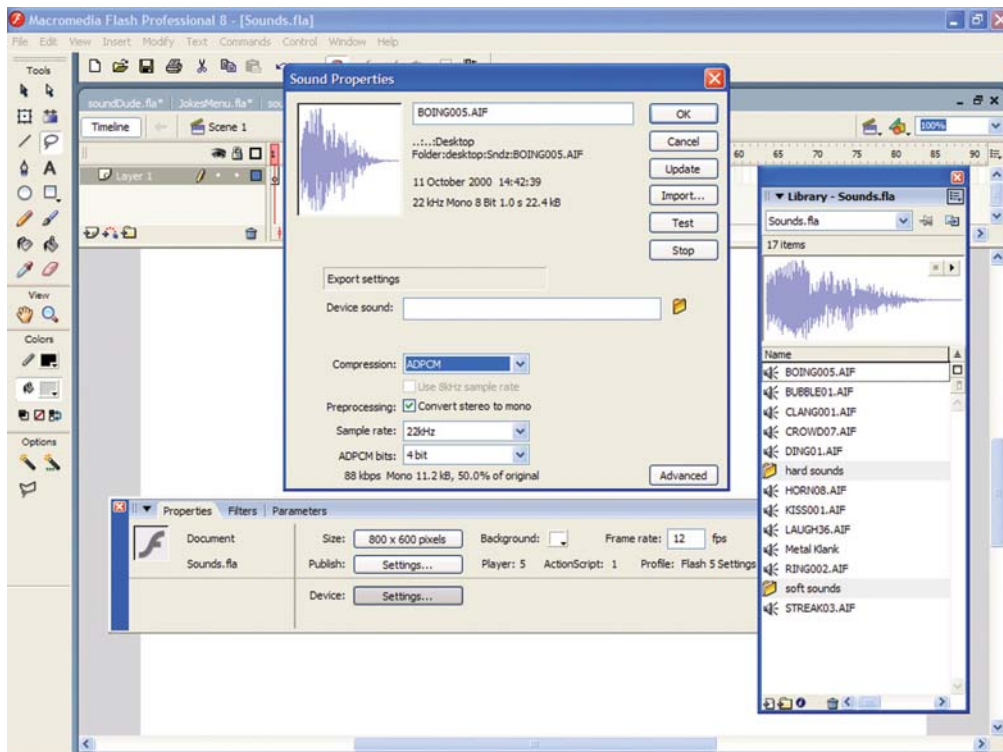 Macromedia Flash Professional 8 - [Sounds.fla]
File Edit View Insert Modify Text Commands Control Window Help
Tools
View
Colors
Options
soundDude.fla* JokesMenu.fla*
Timeline Scene 1 100%
60 65 70 75 80 85 90
Layer 1
Sound Properties
BOING005.AIF
..:..:Desktop
Folder:desktop:Sndz:BOING005.AIF
11 October 2000 14:42:39
22 kHz Mono 8 Bit 1.0 s 22.4 kB
OK
Cancel
Update
Import...
Test
Stop
Export settings
Device sound:
Compression: ADPCM
Use 8kHz sample rate
Preprocessing: Convert stereo to mono
Sample rate: 22kHz
ADPCM bits: 4 bit
88 kbps Mono 11.2 kB, 50.0% of original
Advanced
Properties Filters Parameters
Document Size: 800 x 600 pixels Background: Frame rate: 12 fps
Sounds.fla Publish: Settings... Player: 5 ActionScript: 1 Profile: Flash 5 Settings
Device: Settings...
Library - Sounds.fla
Sounds.fla
17 items
Name
BOING005.AIF
BUBBLE01.AIF
CLANG001.AIF
CROWD07.AIF
DING01.AIF
hard sounds
HORN08.AIF
KISS001.AIF
LAUGH36.AIF
Metal Klank
RING002.AIF
soft sounds
STREAK03.AIF